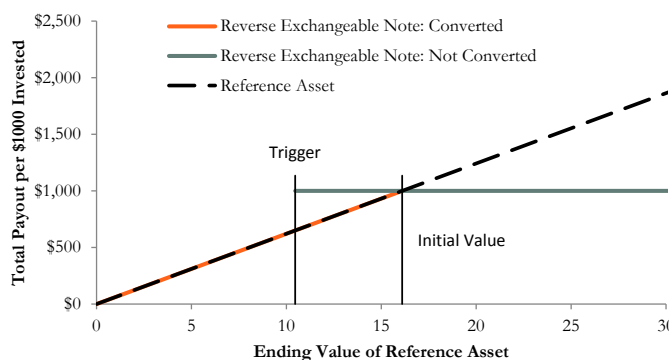 $2,500
$2,000
$1,500
$1,000
$500
$0
Total Payout per $1000 Invested
Reverse Exchangeable Note: Converted
Reverse Exchangeable Note: Not Converted
Reference Asset
Trigger
Initial Value
0 5 10 15 20 25 30
Ending Value of Reference Asset